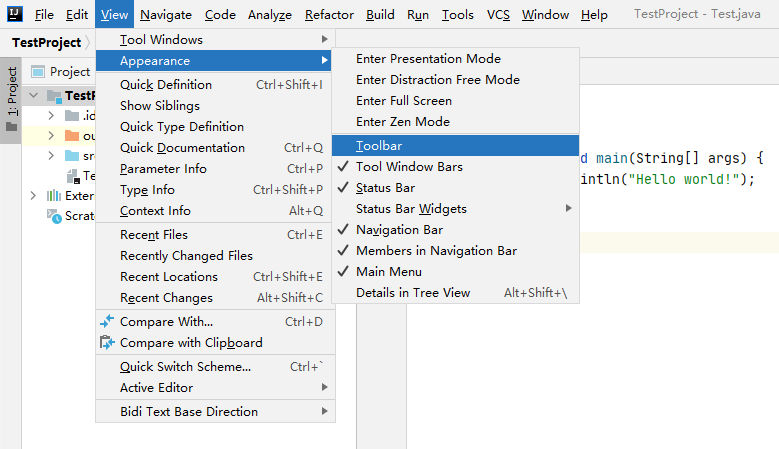 IJ File Edit View Navigate Code Analyze Refactor Build Run Tools VCS Window Help TestProject - Test.java
TestProject
1: Project
Project
TestP
.id
ou
src
Te
Exter
Scratc
Tool Windows
Appearance
Quick Definition Ctrl+Shift+I
Show Siblings
Quick Type Definition
Quick Documentation Ctrl+Q
Parameter Info Ctrl+P
Type Info Ctrl+Shift+P
Context Info Alt+Q
Recent Files Ctrl+E
Recently Changed Files
Recent Locations Ctrl+Shift+E
Recent Changes Alt+Shift+C
Compare With... Ctrl+D
Compare with Clipboard
Quick Switch Scheme... Ctrl+`
Active Editor
Bidi Text Base Direction
Enter Presentation Mode
Enter Distraction Free Mode
Enter Full Screen
Enter Zen Mode
Toolbar
Tool Window Bars
Status Bar
Status Bar Widgets
Navigation Bar
Members in Navigation Bar
Main Menu
Details in Tree View Alt+Shift+\
d main(String[] args) {
intln("Hello world!");